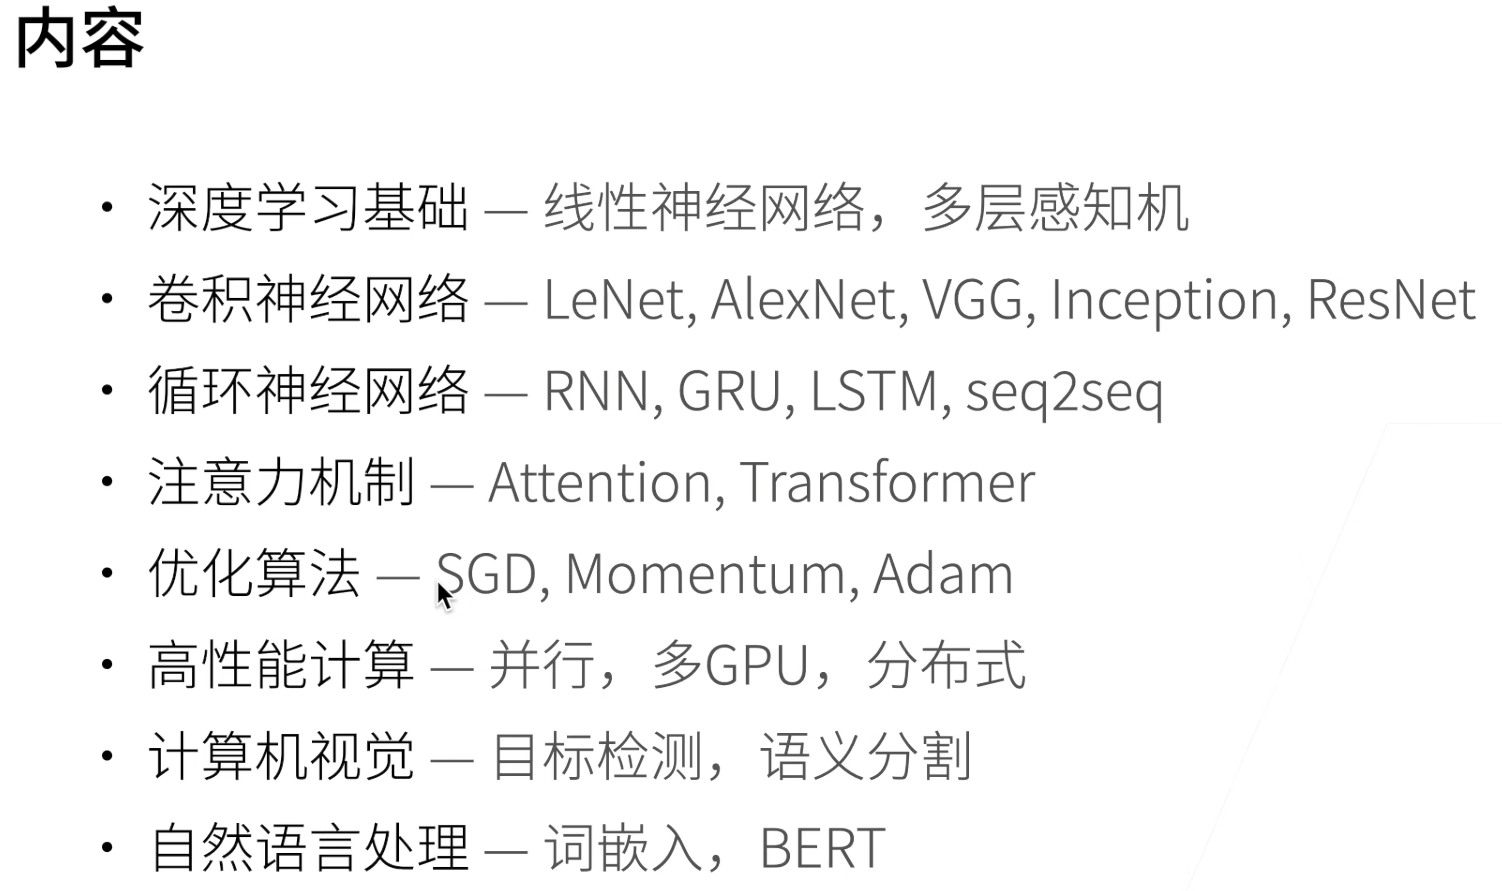 内容
• 深度学习基础 — 线性神经网络，多层感知机
• 卷积神经网络 — LeNet, AlexNet, VGG, Inception, ResNet
• 循环神经网络 — RNN, GRU, LSTM, seq2seq
• 注意力机制 — Attention, Transformer
• 优化算法 — SGD, Momentum, Adam
• 高性能计算 — 并行，多GPU，分布式
• 计算机视觉 — 目标检测，语义分割
• 自然语言处理 — 词嵌入，BERT